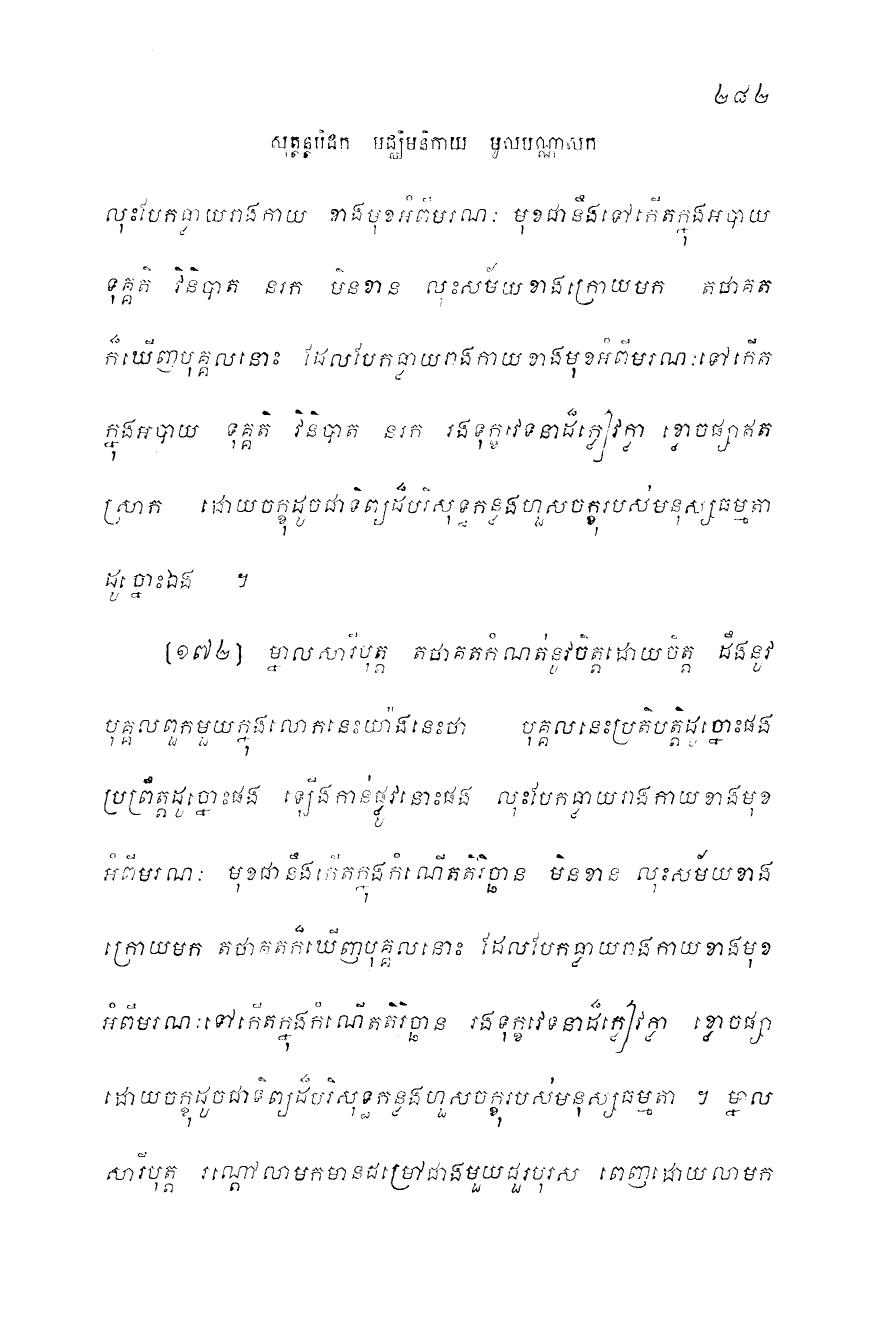 ២៨២
សុត្តន្តបិដក មជ្ឈិមនិកាយ មូលបណ្ណាសក
លុះបែកធ្លាយរាងកាយ ខាងមុខអំពីមរណៈ មុខជានឹងទៅកើតក្នុងអបាយ
ទុគ្គតិ វិនិបាត នរក មិនខាន លុះសម័យខាងក្រោយមក តថាគត
ក៏ឃើញបុគ្គលនោះ ដែលបែកធ្លាយរាងកាយខាងមុខអំពីមរណៈទៅកើត
ក្នុងអបាយ ទុគ្គតិ វិនិបាត នរក រងទុក្ខវេទនាដ៏ក្លៀវក្លា ខ្លោចផ្សាឥត
ស្រាក ដោយចក្ខុដូចជាទិព្យដ៏បរិសុទ្ធកន្លងហួសចក្ខុរបស់មនុស្សធម្មតា
ដូច្នោះឯង ។
[១៧២] ម្នាលសារីបុត្ត តថាគតកំណត់នូវចិត្តដោយចិត្ត ដឹងនូវ
បុគ្គលពួកមួយក្នុងលោកនេះយ៉ាងនេះថា បុគ្គលនេះប្រតិបត្តិដូច្នោះផង
ប្រព្រឹត្តដូច្នោះផង ឡើងកាន់ផ្លូវនោះផង លុះបែកធ្លាយរាងកាយខាងមុខ
អំពីមរណៈ មុខជានឹងកើតក្នុងកំណើតតិរិច្ឆាន មិនខាន លុះសម័យខាង
ក្រោយមក តថាគតក៏ឃើញបុគ្គលនោះ ដែលបែកធ្លាយរាងកាយខាងមុខ
អំពីមរណៈទៅកើតក្នុងកំណើតតិរិច្ឆាន រងទុក្ខវេទនាដ៏ក្លៀវក្លា ខ្លោចផ្សា
ដោយចក្ខុដូចជាទិព្យដ៏បរិសុទ្ធកន្លងហួសចក្ខុរបស់មនុស្សធម្មតា ។ ម្នាល
សារីបុត្ត រណ្តៅលាមកមានជម្រៅជាងមួយជួរបុរស ពេញដោយលាមក